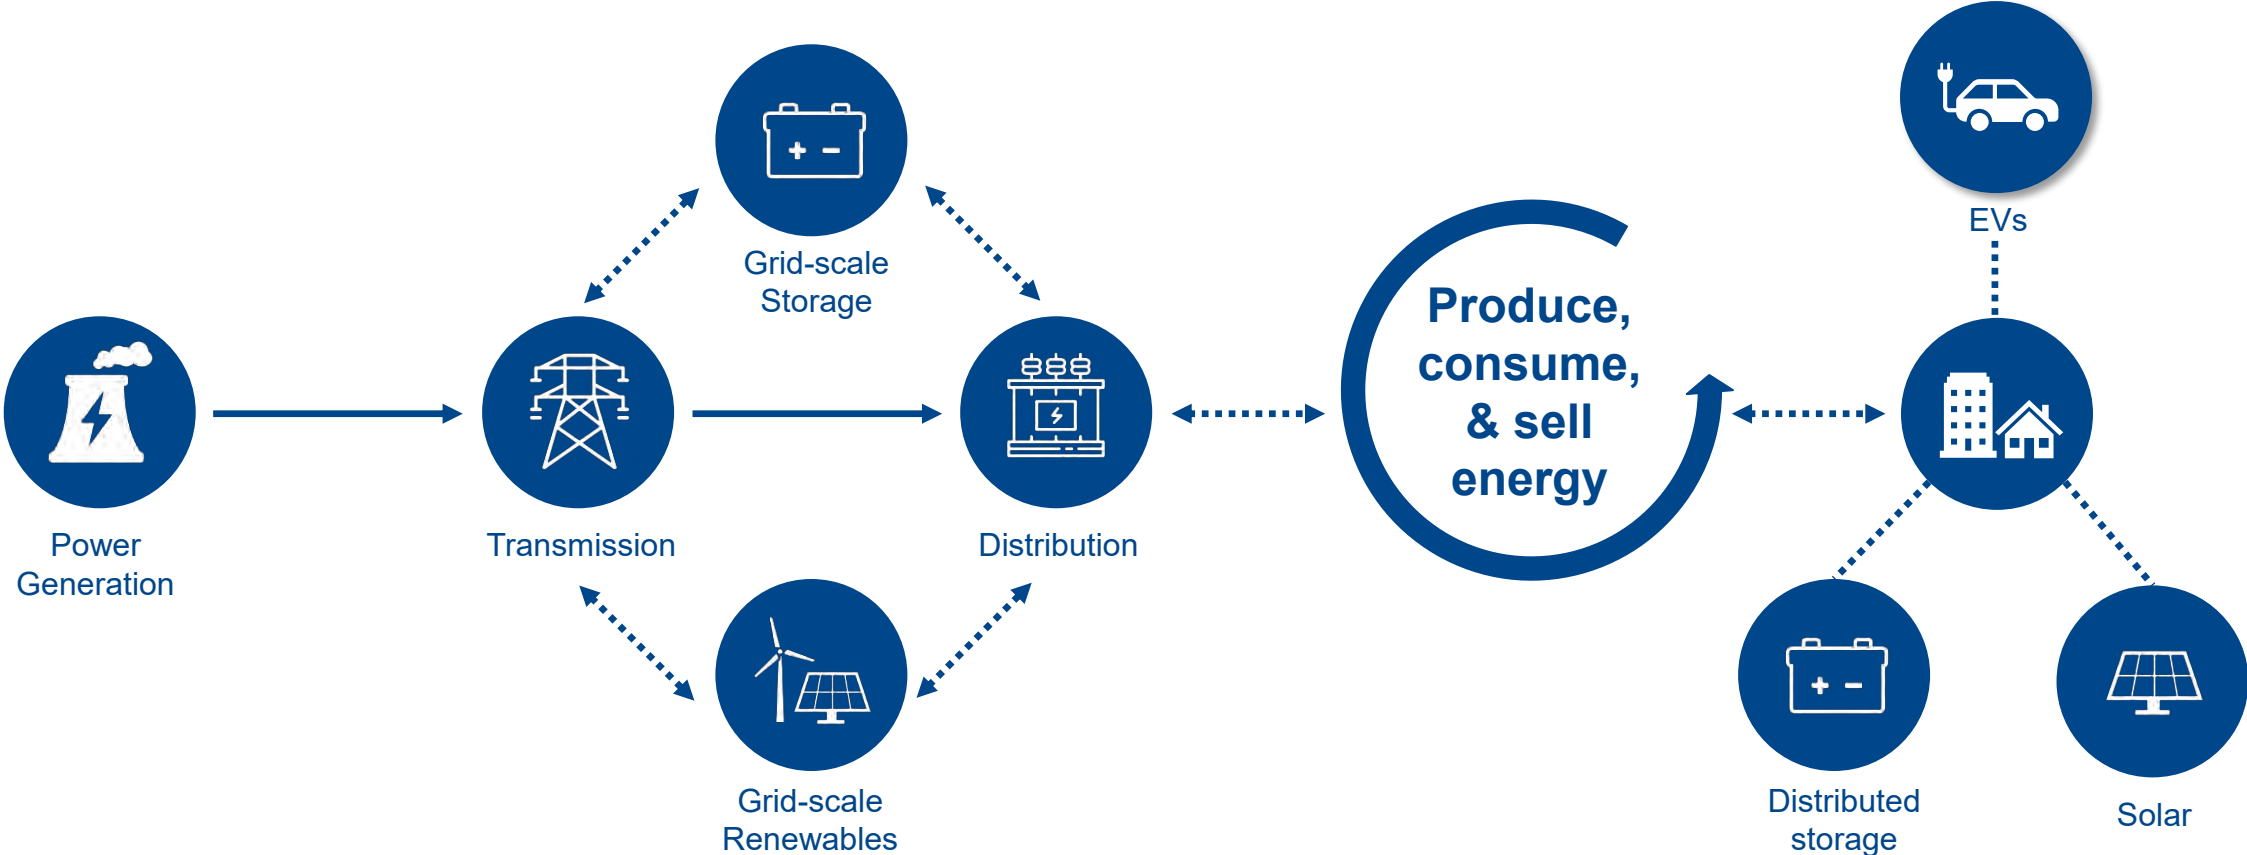 EVs
Grid-scale
Storage
Produce,
consume,
& sell
energy
Power
Generation
Transmission
Distribution
Grid-scale
Renewables
Distributed
storage
Solar